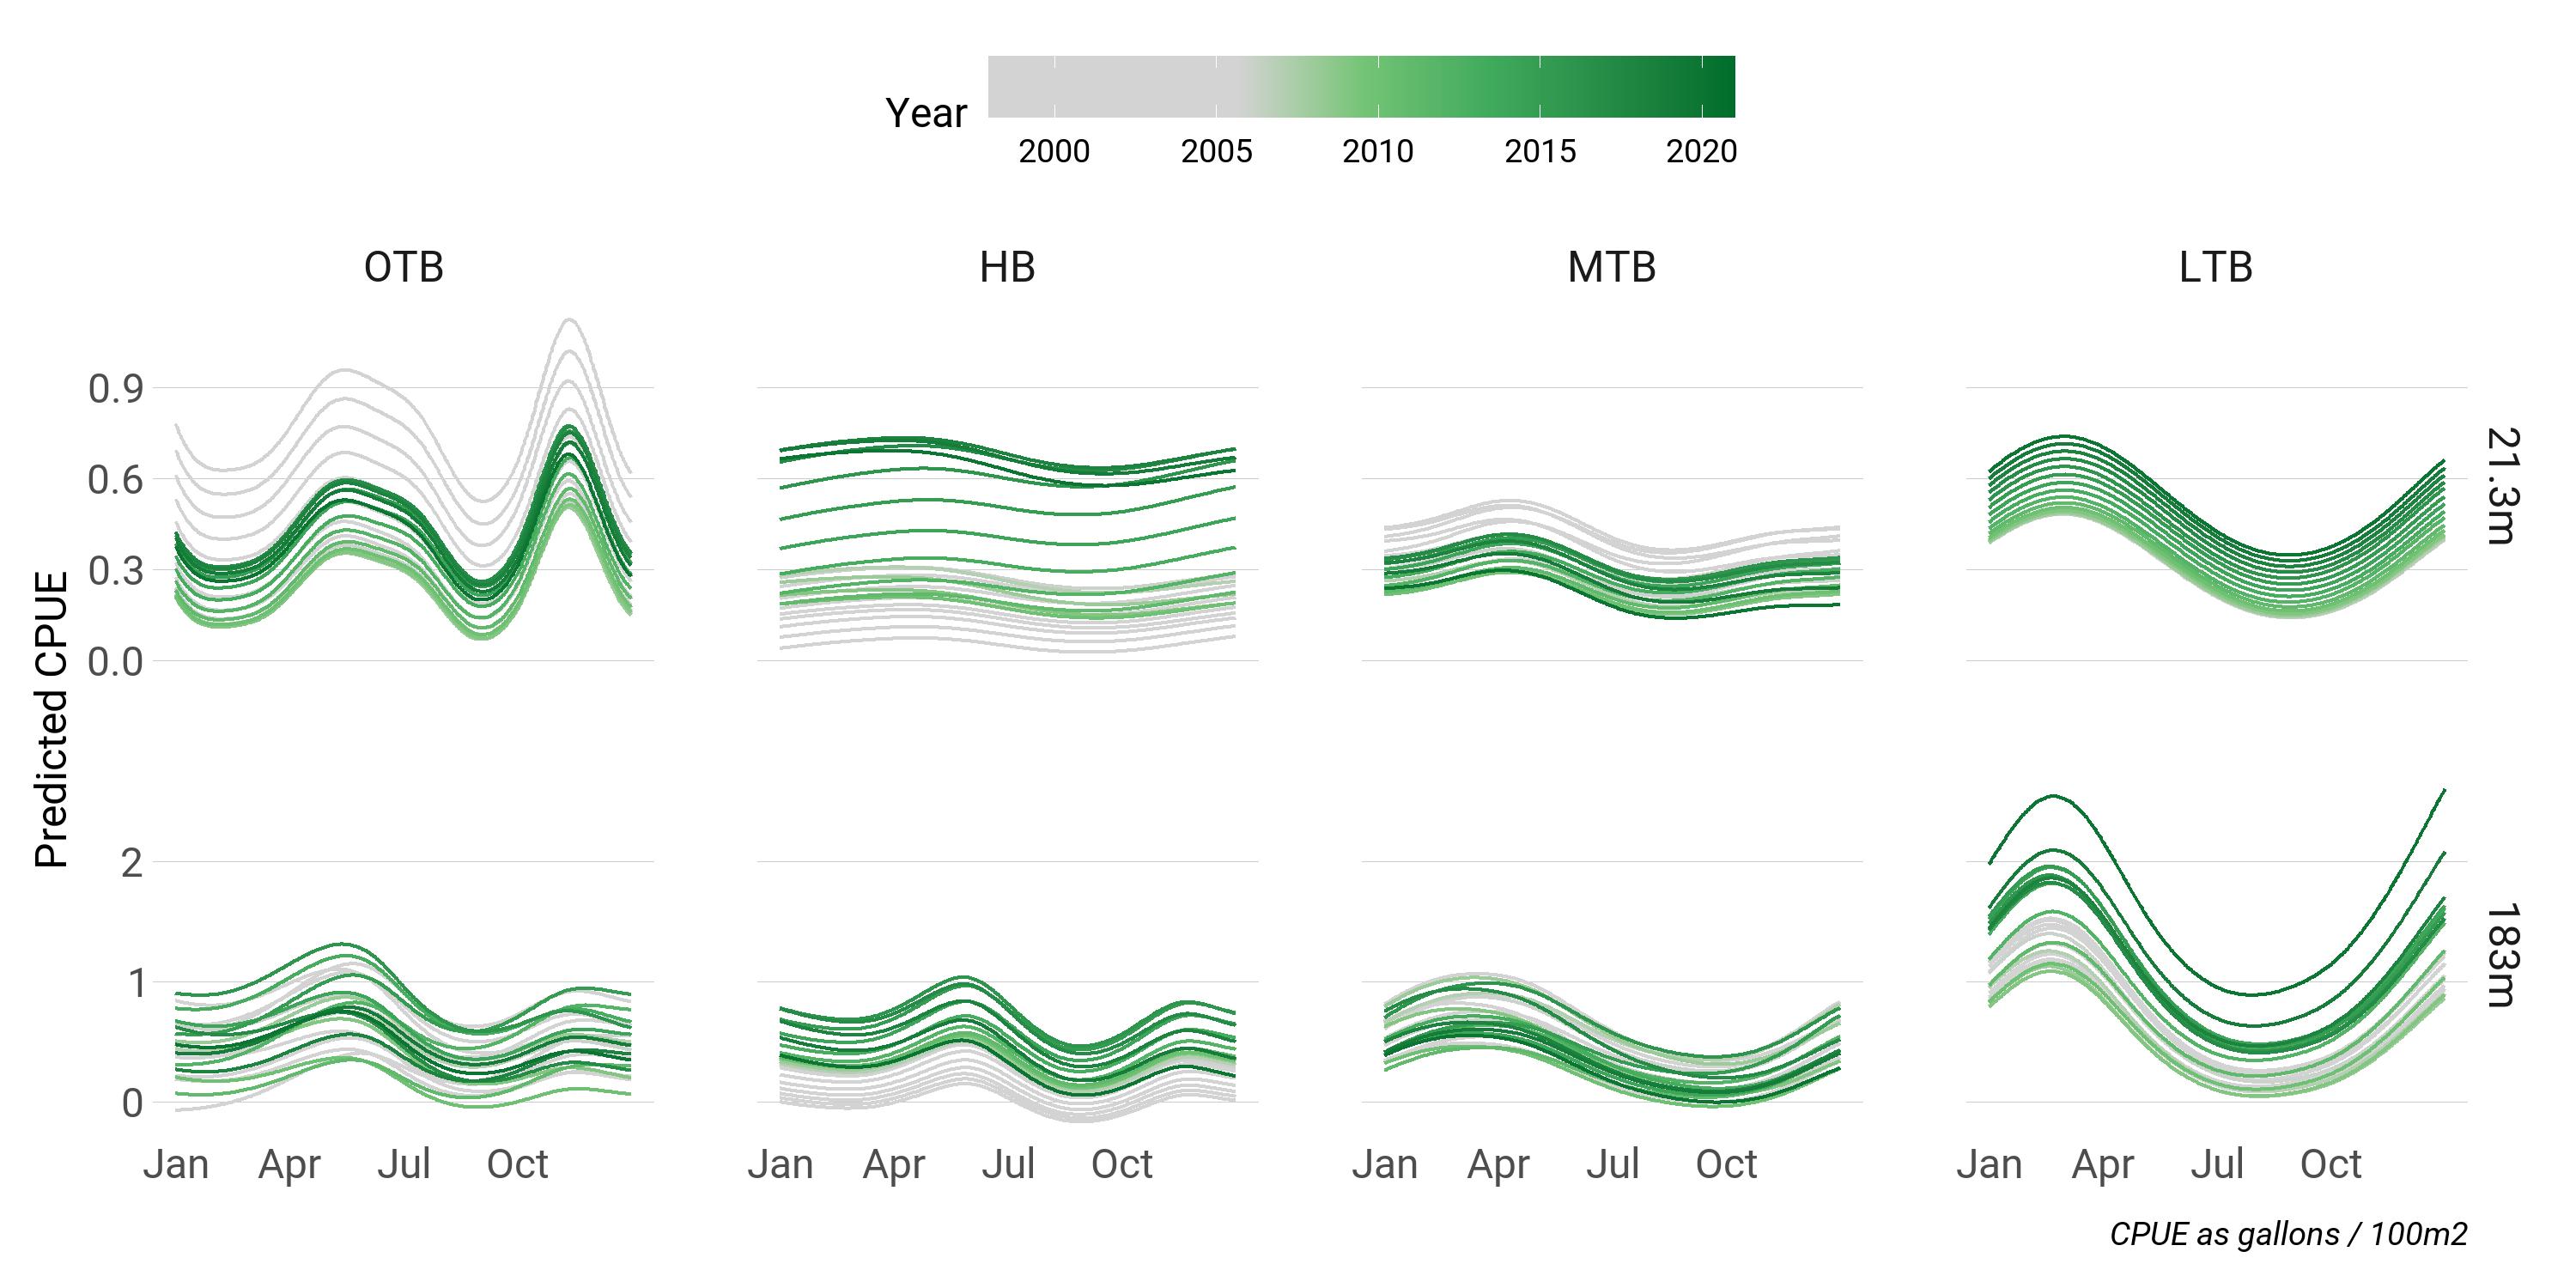 Year
2000 2005 2010 2015 2020
OTB HB MTB LTB
Predicted CPUE
0.9
0.6
0.3
0.0
21.3m
2
1
0
183m
Jan Apr Jul Oct Jan Apr Jul Oct Jan Apr Jul Oct Jan Apr Jul Oct
CPUE as gallons / 100m2